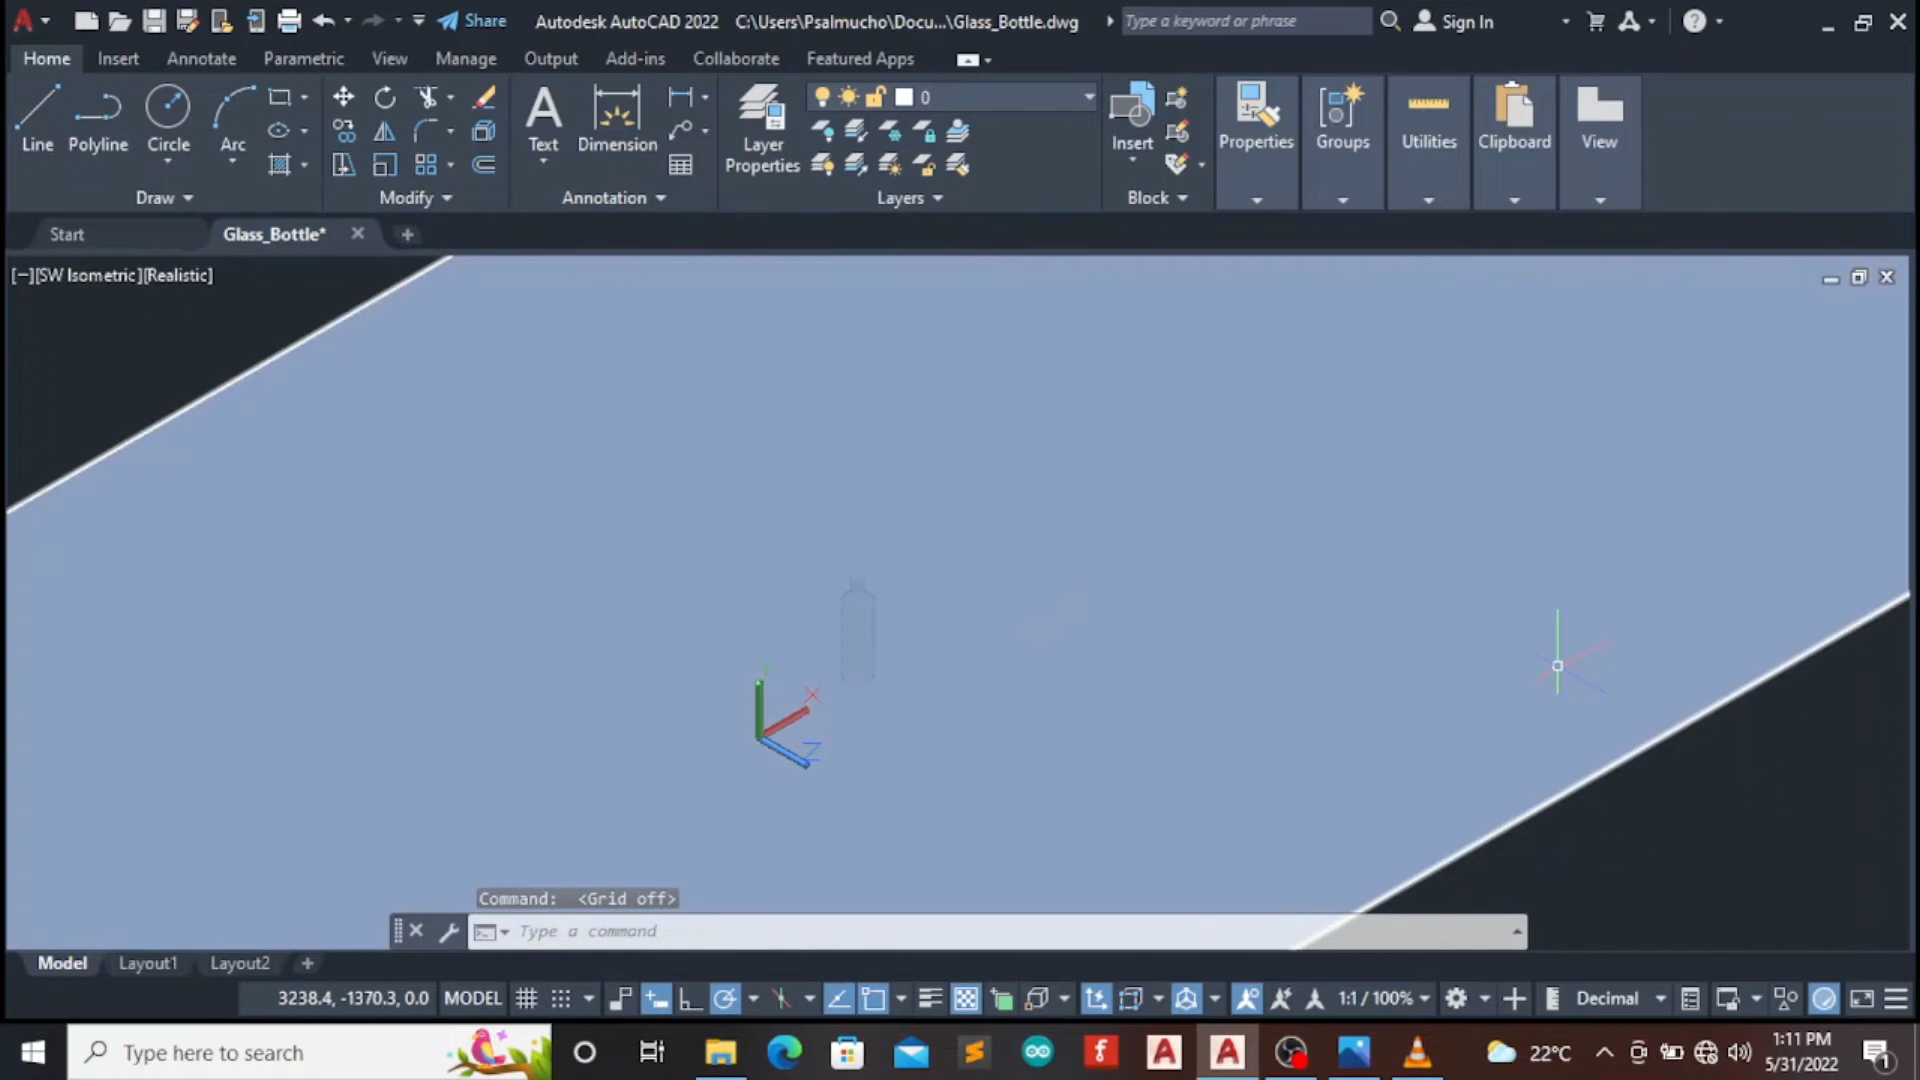 Share
Autodesk AutoCAD 2022 C:\Users\Psalmucho\Docu...\Glass_Bottle.dwg
Type a keyword or phrase
Sign In
Home Insert Annotate Parametric View Manage Output Add-ins Collaborate Featured Apps
0
Line Polyline Circle Arc
Text Dimension
Layer Properties
Insert
Properties Groups Utilities Clipboard View
Draw Modify Annotation Layers Block
Start Glass_Bottle*
[−][SW Isometric][Realistic]
Y
X
Z
Command: <Grid off>
Type a command
Model Layout1 Layout2
3238.4, -1370.3, 0.0 MODEL 1:1 / 100% Decimal
Type here to search
22°C
1:11 PM
5/31/2022
1